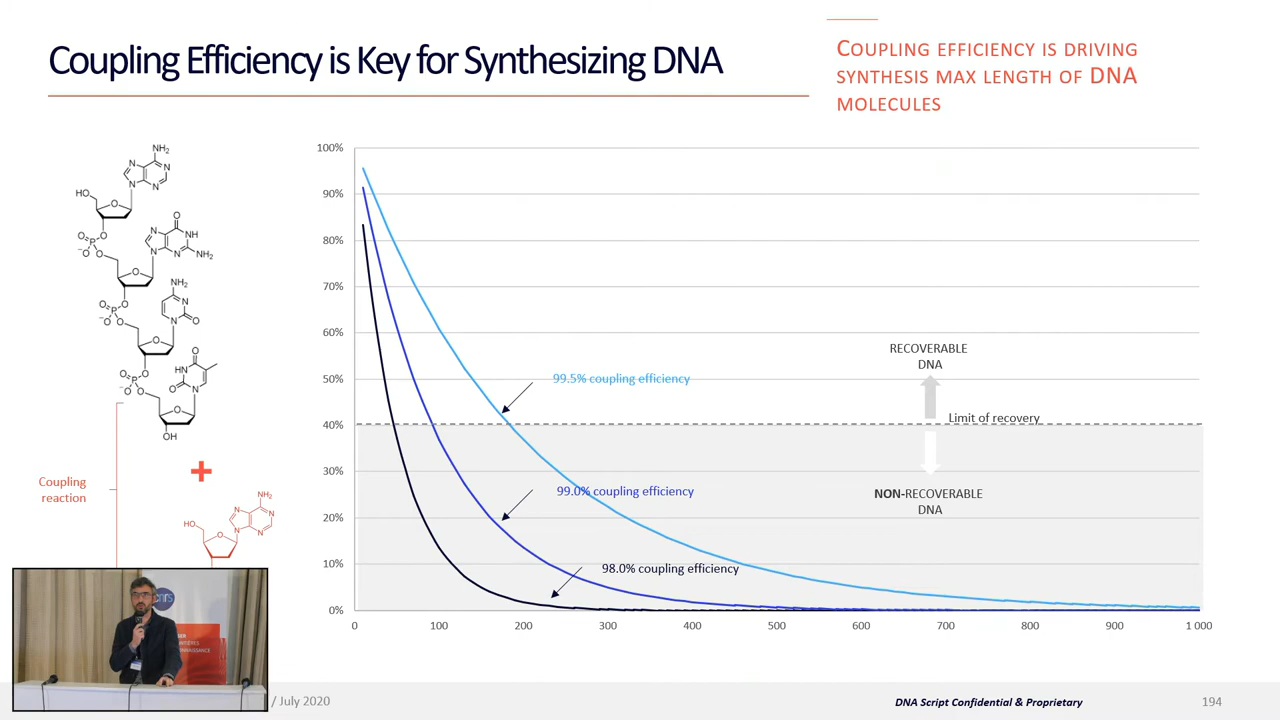 Coupling Efficiency is Key for Synthesizing DNA
COUPLING EFFICIENCY IS DRIVING
SYNTHESIS MAX LENGTH OF DNA
MOLECULES
NH₂
N
N
N
N
HO
O
O
P
O
⁻O
O
O
N
NH
N
N
NH₂
O
O
P
O
⁻O
O
NH₂
N
N
O
O
O
P
O
⁻O
O
O
HN
O
N
O
OH
+
Coupling
reaction
NH₂
N
N
N
N
HO
O
100%
90%
80%
70%
60%
50%
40%
30%
20%
10%
0%
0
100
200
300
400
500
600
700
800
900
1 000
99.5% coupling efficiency
99.0% coupling efficiency
98.0% coupling efficiency
RECOVERABLE
DNA
Limit of recovery
NON-RECOVERABLE
DNA
cnrs
/ July 2020
DNA Script Confidential & Proprietary
194